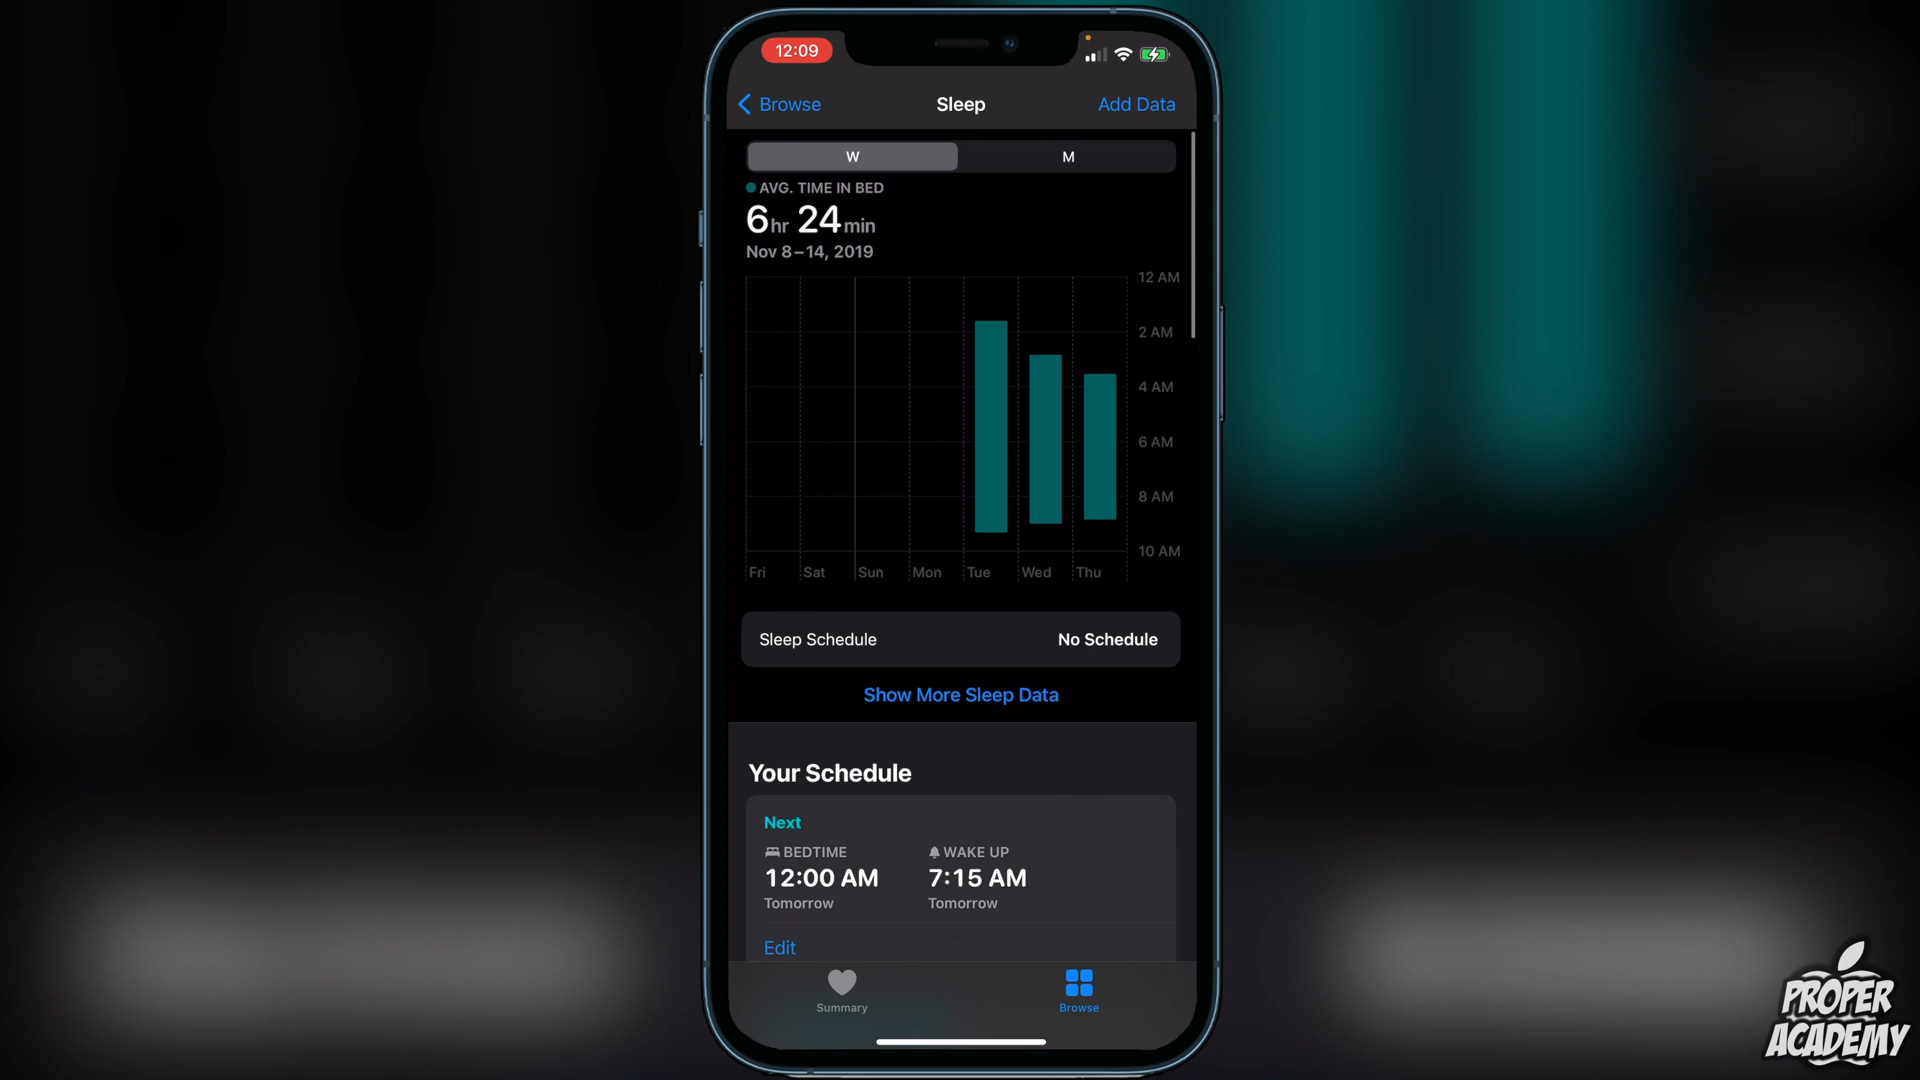 12:09
Browse
Sleep
Add Data
W
M
AVG. TIME IN BED
6hr 24min
Nov 8–14, 2019
12 AM
2 AM
4 AM
6 AM
8 AM
10 AM
Fri Sat Sun Mon Tue Wed Thu
Sleep Schedule
No Schedule
Show More Sleep Data
Your Schedule
Next
BEDTIME
WAKE UP
12:00 AM
7:15 AM
Tomorrow
Tomorrow
Edit
Summary
Browse
PROPER
ACADEMY